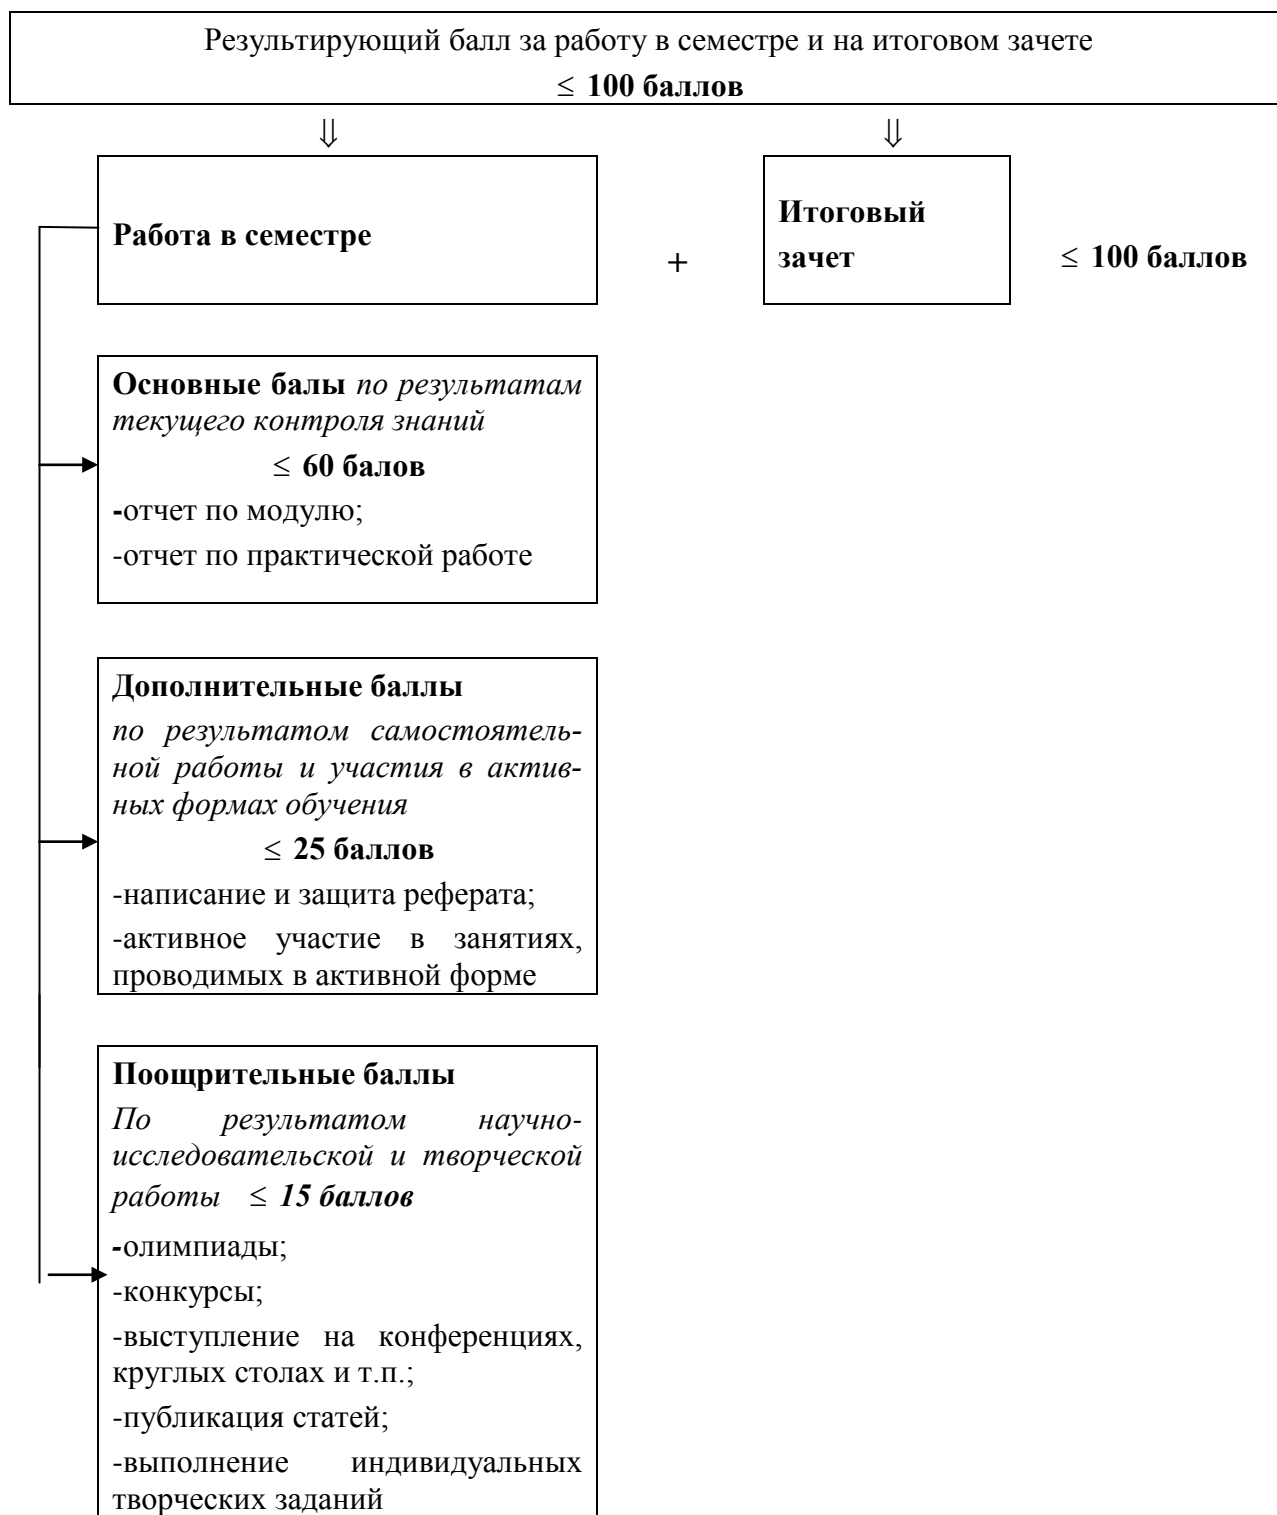 Результирующий балл за работу в семестре и на итоговом зачете
≤ 100 баллов
⇓ ⇓
Работа в семестре
+
Итоговый
зачет
≤ 100 баллов
Основные балы по результатам
текущего контроля знаний
≤ 60 балов
-отчет по модулю;
-отчет по практической работе
Дополнительные баллы
по результатом самостоятель-
ной работы и участия в актив-
ных формах обучения
≤ 25 баллов
-написание и защита реферата;
-активное участие в занятиях,
проводимых в активной форме
Поощрительные баллы
По результатом научно-
исследовательской и творческой
работы ≤ 15 баллов
-олимпиады;
-конкурсы;
-выступление на конференциях,
круглых столах и т.п.;
-публикация статей;
-выполнение индивидуальных
творческих заданий